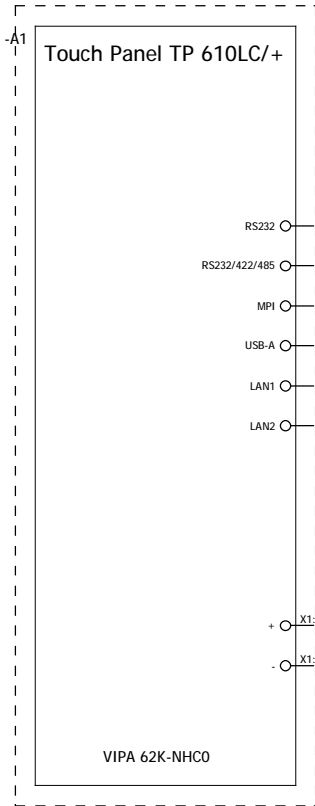 -A1
Touch Panel TP 610LC/+
RS232
RS232/422/485
MPI
USB-A
LAN1
LAN2
+ X1:
- X1:
VIPA 62K-NHC0